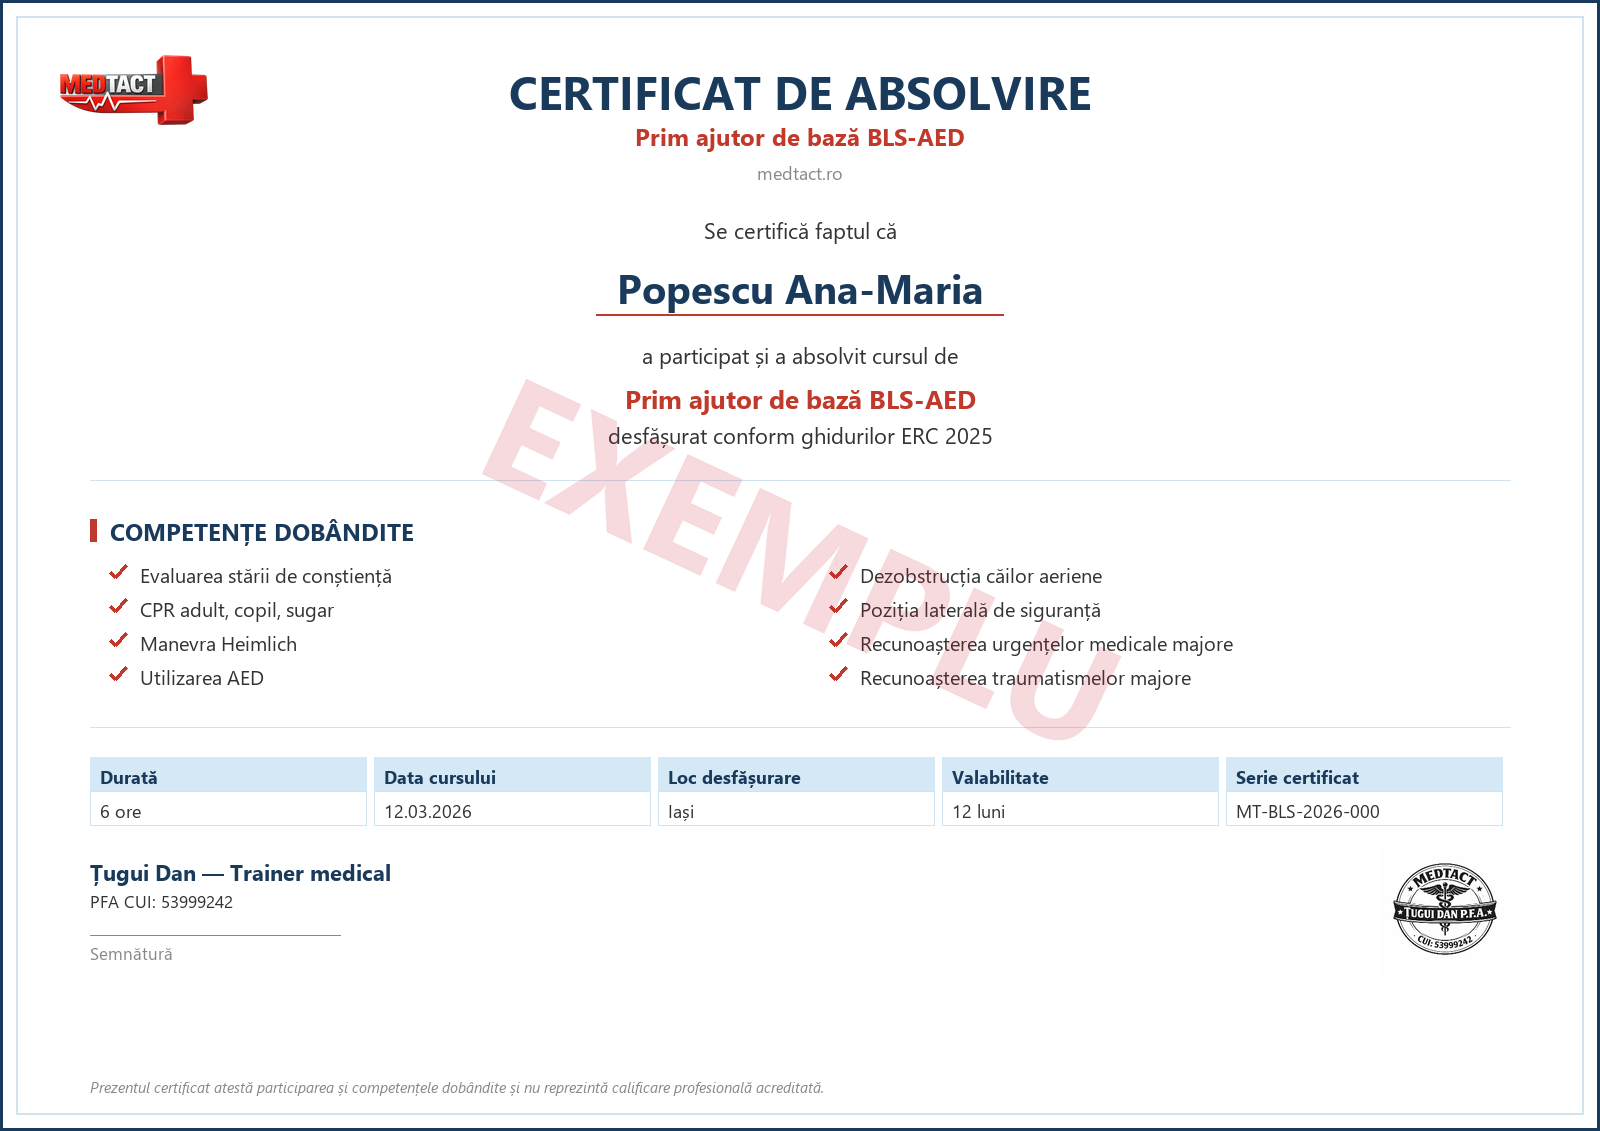 MEDTACT
CERTIFICAT DE ABSOLVIRE
Prim ajutor de bază BLS-AED
medtact.ro
Se certifică faptul că
Popescu Ana-Maria
a participat și a absolvit cursul de
Prim ajutor de bază BLS-AED
desfășurat conform ghidurilor ERC 2025
EXEMPLU
COMPETENȚE DOBÂNDITE
Evaluarea stării de conștiență
CPR adult, copil, sugar
Manevra Heimlich
Utilizarea AED
Dezobstrucția căilor aeriene
Poziția laterală de siguranță
Recunoașterea urgențelor medicale majore
Recunoașterea traumatismelor majore
Durată
6 ore
Data cursului
12.03.2026
Loc desfășurare
Iași
Valabilitate
12 luni
Serie certificat
MT-BLS-2026-000
Țugui Dan — Trainer medical
PFA CUI: 53999242
Semnătură
MEDTACT
ȚUGUI DAN P.F.A.
CUI: 53999242
Prezentul certificat atestă participarea și competențele dobândite și nu reprezintă calificare profesională acreditată.